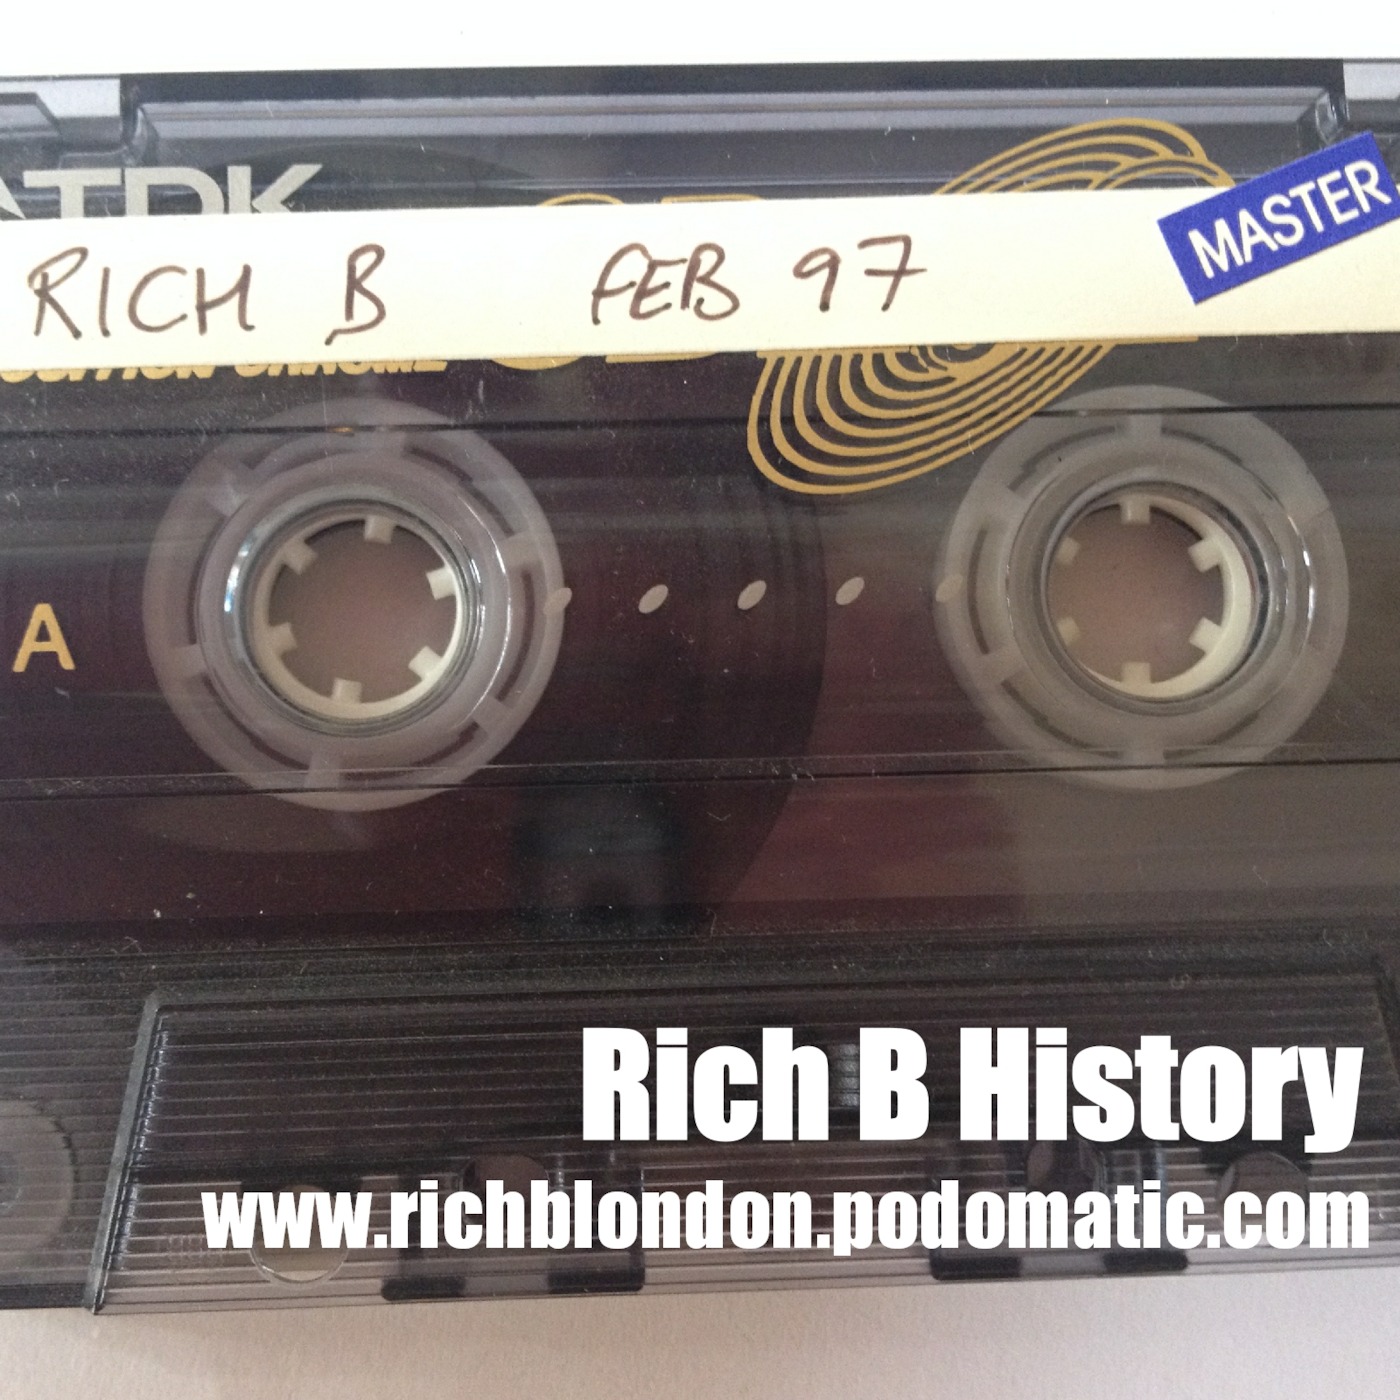 TDK
RICH B FEB 97
MASTER
A
Rich B History
www.richblondon.podomatic.com